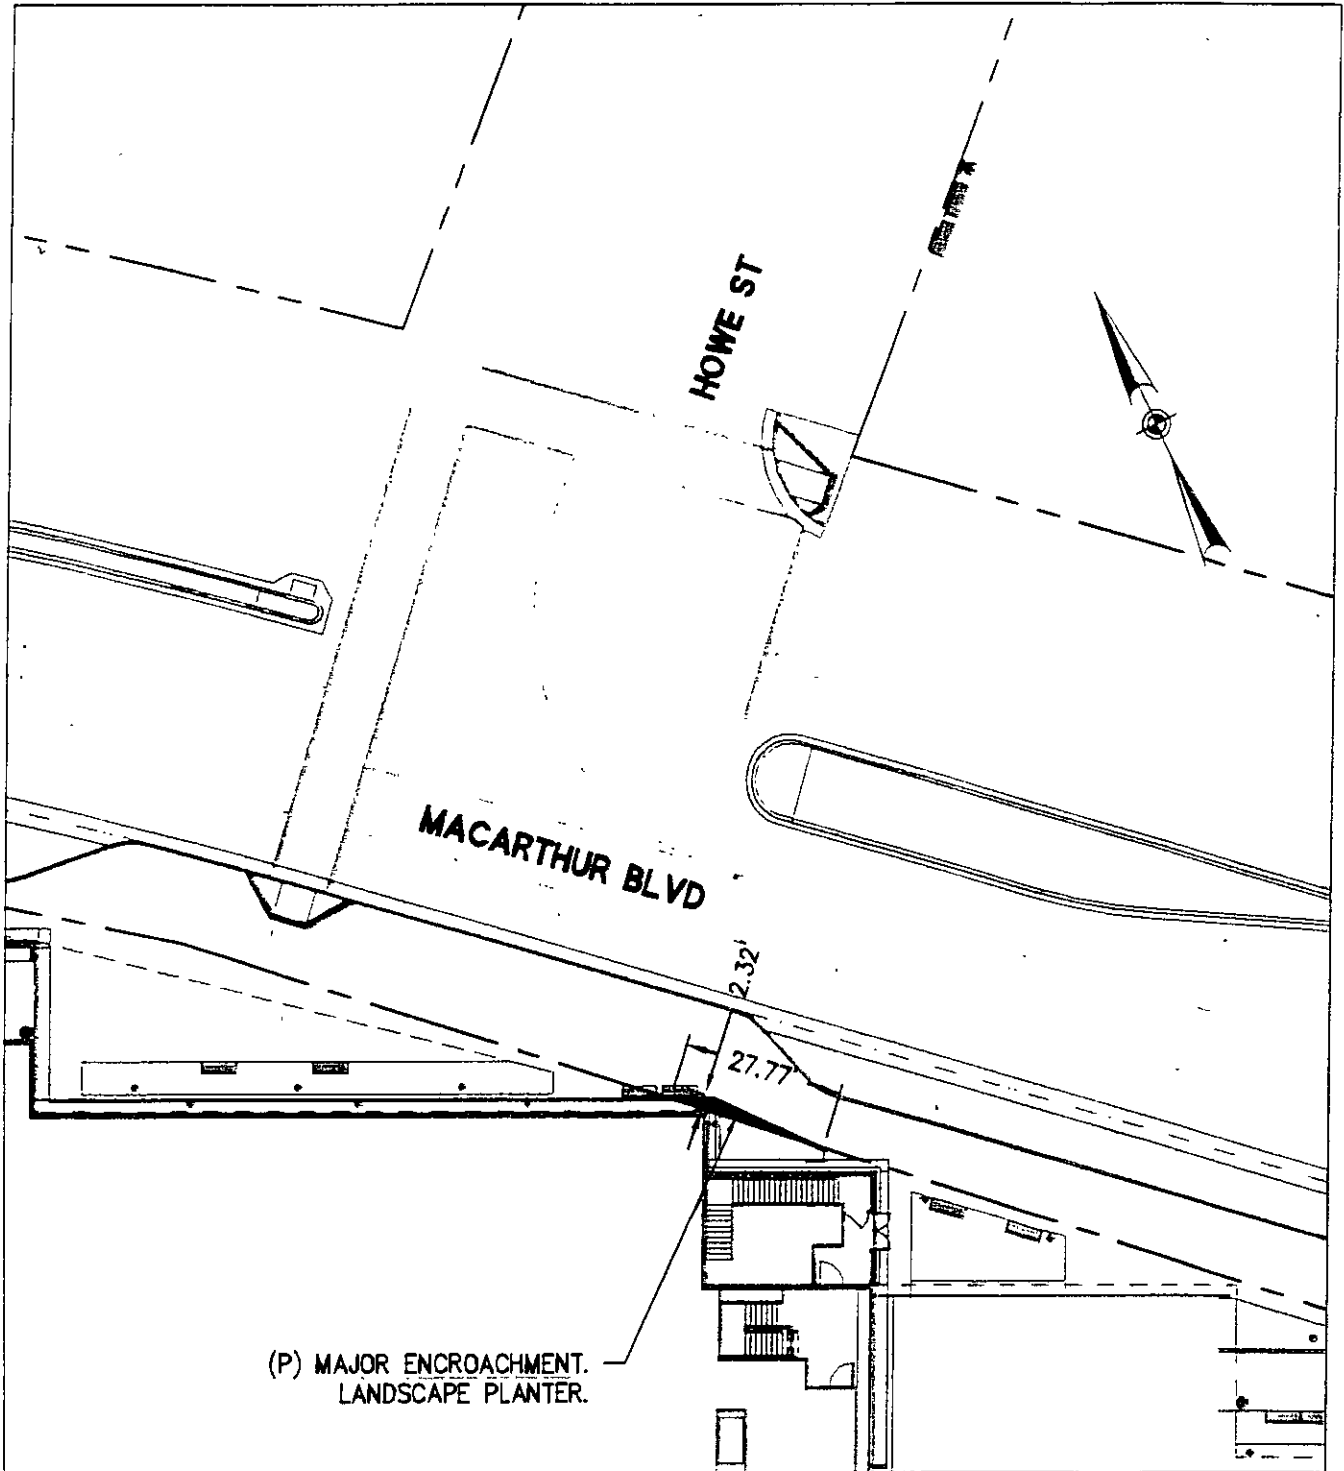 HOWE ST
MACARTHUR BLVD
2.32'
27.77'
(P) MAJOR ENCROACHMENT.
LANDSCAPE PLANTER.